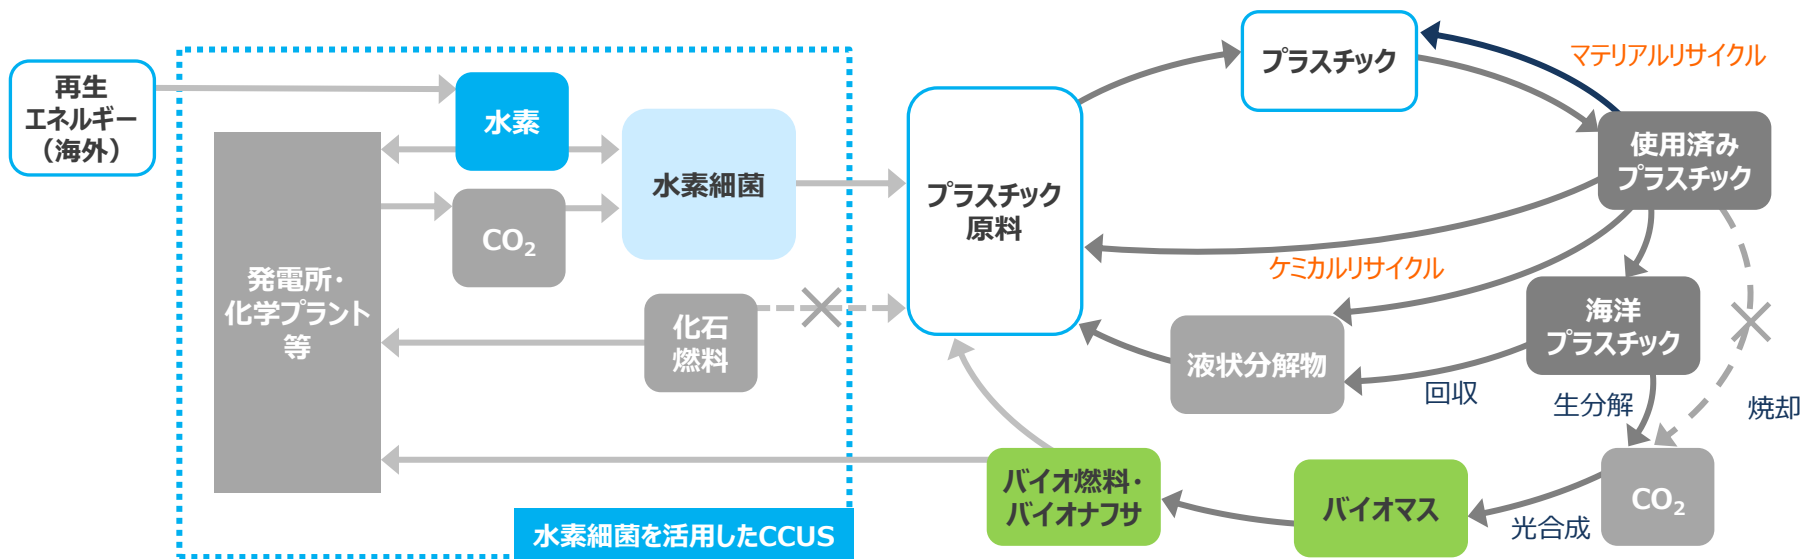 再生
エネルギー
（海外）
水素
水素細菌
CO₂
発電所・
化学プラント
等
化石
燃料
水素細菌を活用したCCUS
プラスチック
原料
プラスチック
マテリアルリサイクル
使用済み
プラスチック
ケミカルリサイクル
海洋
プラスチック
液状分解物
回収
生分解
焼却
CO₂
光合成
バイオマス
バイオ燃料・
バイオナフサ